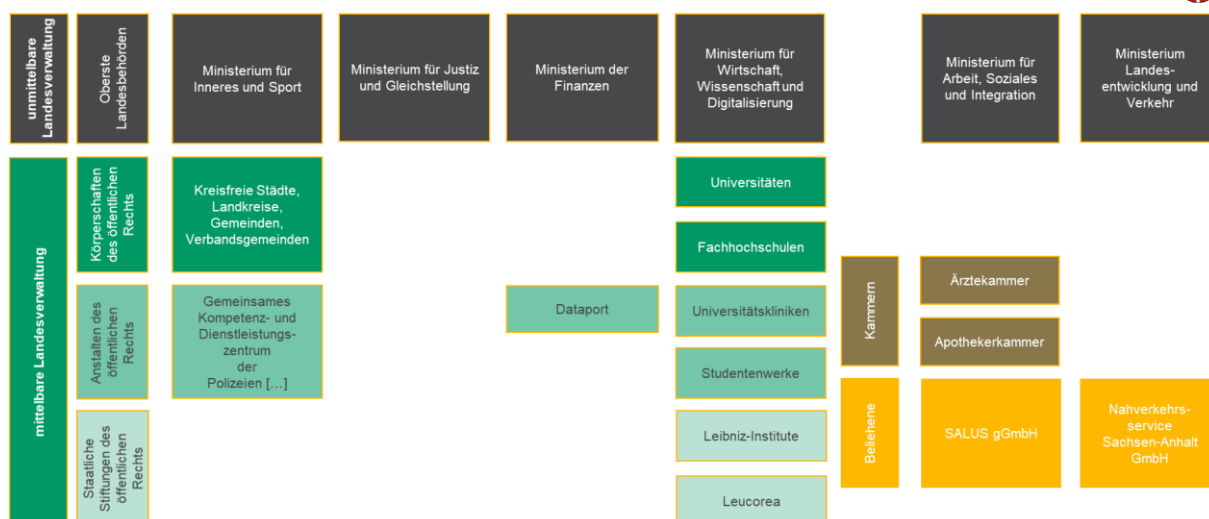 unmittelbare
Landesverwaltung
Oberste
Landesbehörden
Ministerium für
Inneres und Sport
Ministerium für Justiz
und Gleichstellung
Ministerium der
Finanzen
Ministerium für
Wirtschaft,
Wissenschaft und
Digitalisierung
Ministerium für
Arbeit, Soziales
und Integration
Ministerium
Landes-
entwicklung und
Verkehr
mittelbare Landesverwaltung
Körperschaften
des öffentlichen
Rechts
Kreisfreie Städte,
Landkreise,
Gemeinden,
Verbandsgemeinden
Universitäten
Fachhochschulen
Anstalten des
öffentlichen
Rechts
Gemeinsames
Kompetenz- und
Dienstleistungs-
zentrum
der
Polizeien [...]
Dataport
Universitätskliniken
Studentenwerke
Kammern
Ärztekammer
Apothekerkammer
Staatliche
Stiftungen des
öffentlichen
Rechts
Leibniz-Institute
Leucorea
Beliehene
SALUS gGmbH
Nahverkehrs-
service
Sachsen-Anhalt
GmbH